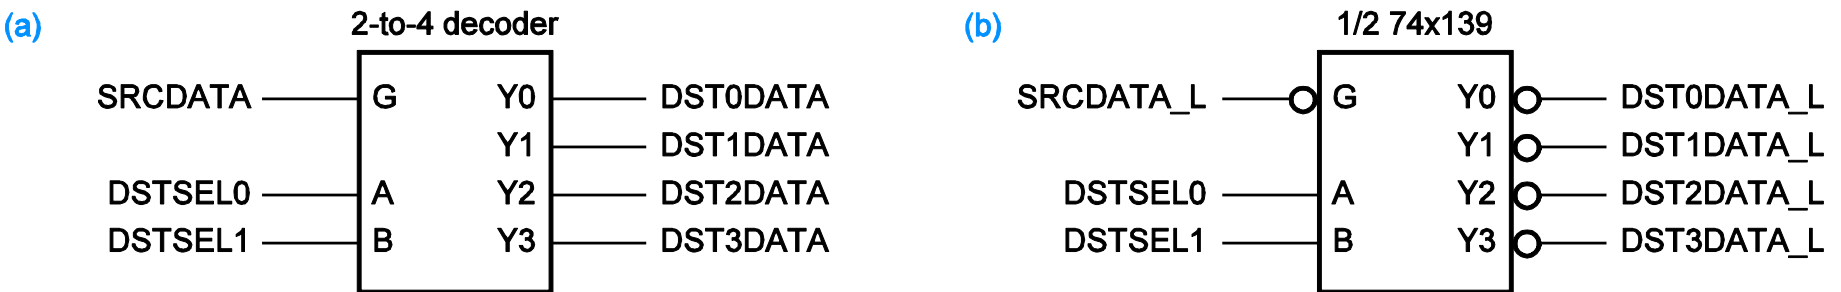 (a) 2-to-4 decoder
SRCDATA G Y0 DST0DATA
Y1 DST1DATA
DSTSEL0 A Y2 DST2DATA
DSTSEL1 B Y3 DST3DATA
(b) 1/2 74x139
SRCDATA_L G Y0 DST0DATA_L
Y1 DST1DATA_L
DSTSEL0 A Y2 DST2DATA_L
DSTSEL1 B Y3 DST3DATA_L